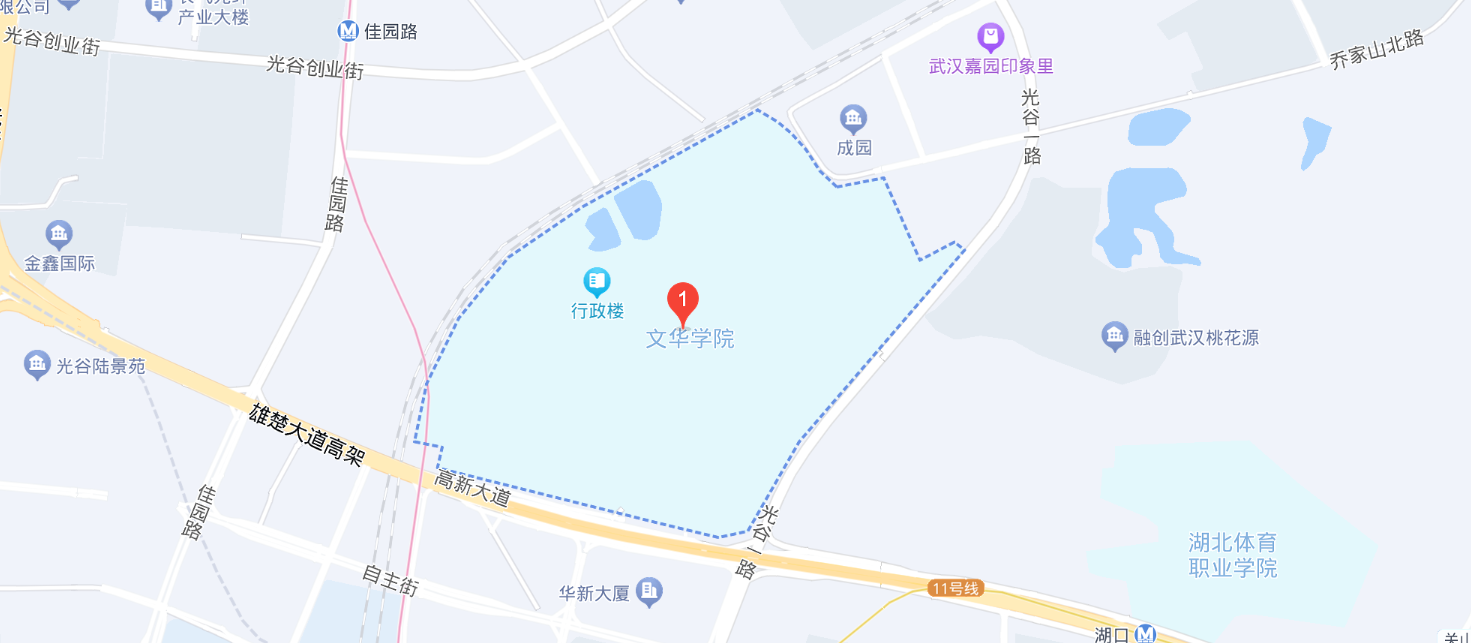 限公司
产业大楼
光谷创业街
佳园路
光谷创业街
武汉嘉园印象里
乔家山北路
光谷一路
成园
佳园路
金鑫国际
行政楼
1
文华学院
融创武汉桃花源
光谷陆景苑
雄楚大道高架
高新大道
佳园路
光谷一路
湖北体育
职业学院
自主街
华新大厦
11号线
湖口